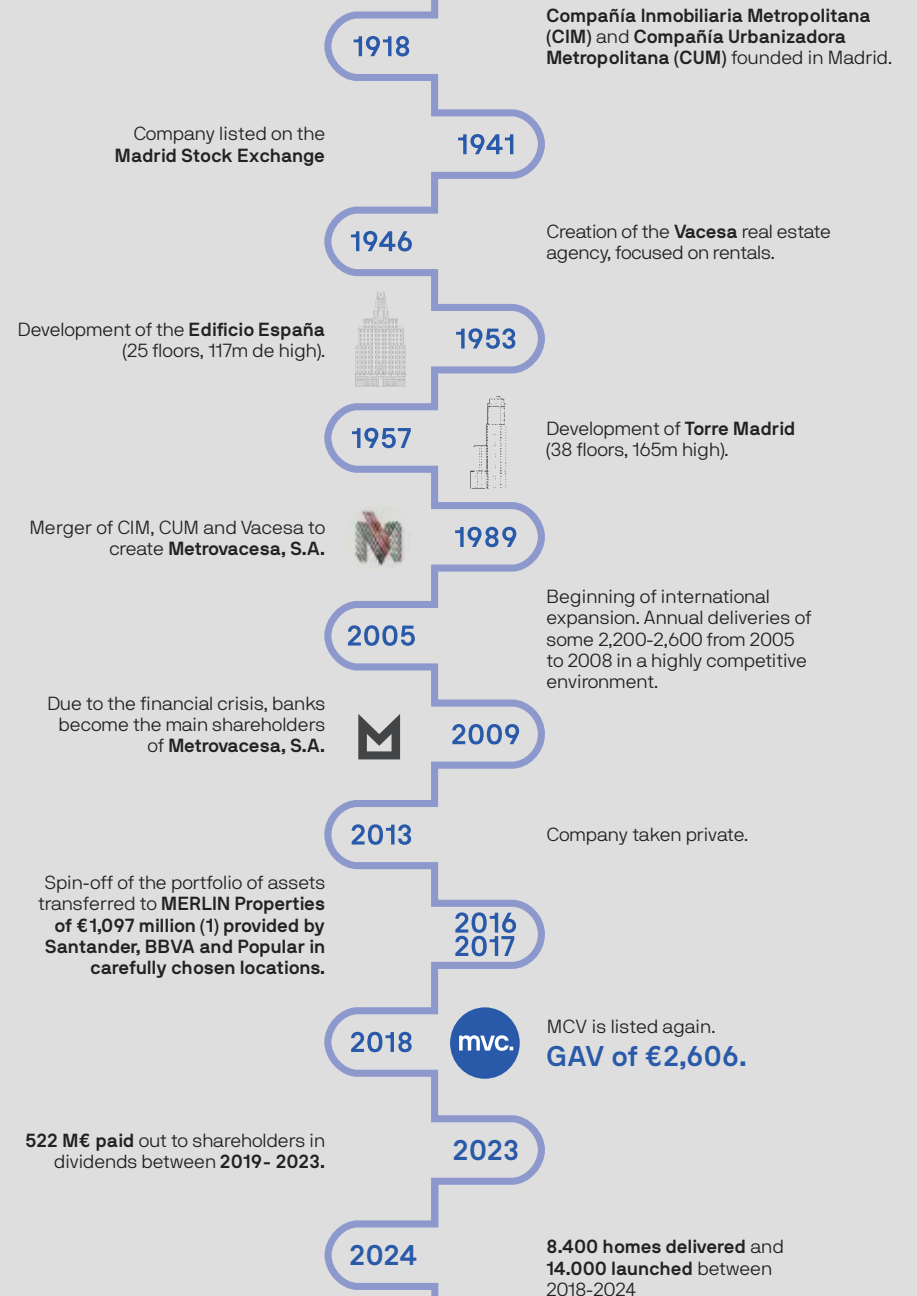 1918
Compañía Inmobiliaria Metropolitana
(CIM) and Compañía Urbanizadora
Metropolitana (CUM) founded in Madrid.
Company listed on the
Madrid Stock Exchange
1941
1946
Creation of the Vacesa real estate
agency, focused on rentals.
Development of the Edificio España
(25 floors, 117m de high).
1953
1957
Development of Torre Madrid
(38 floors, 165m high).
Merger of CIM, CUM and Vacesa to
create Metrovacesa, S.A.
1989
2005
Beginning of international
expansion. Annual deliveries of
some 2,200-2,600 from 2005
to 2008 in a highly competitive
environment.
Due to the financial crisis, banks
become the main shareholders
of Metrovacesa, S.A.
2009
2013
Company taken private.
Spin-off of the portfolio of assets
transferred to MERLIN Properties
of €1,097 million (1) provided by
Santander, BBVA and Popular in
carefully chosen locations.
2016
2017
2018
mvc.
MCV is listed again.
GAV of €2,606.
522 M€ paid out to shareholders in
dividends between 2019- 2023.
2023
2024
8.400 homes delivered and
14.000 launched between
2018-2024